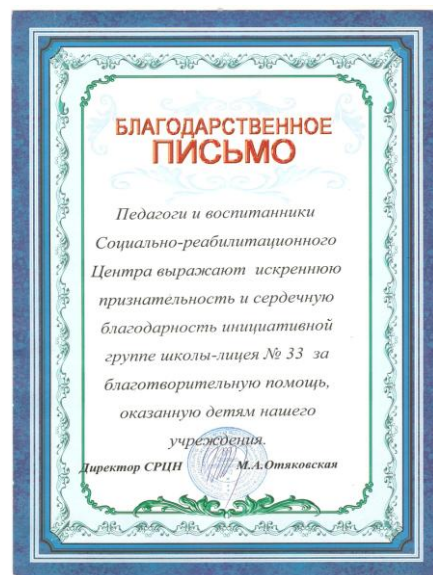 БЛАГОДАРСТВЕННОЕ
ПИСЬМО
Педагоги и воспитанники
Социально-реабилитационного
Центра выражают искреннюю
признательность и сердечную
благодарность инициативной
группе школы-лицея № 33 за
благотворительную помощь,
оказанную детям нашего
учреждения.
Директор СРЦН М.А.Отяковская